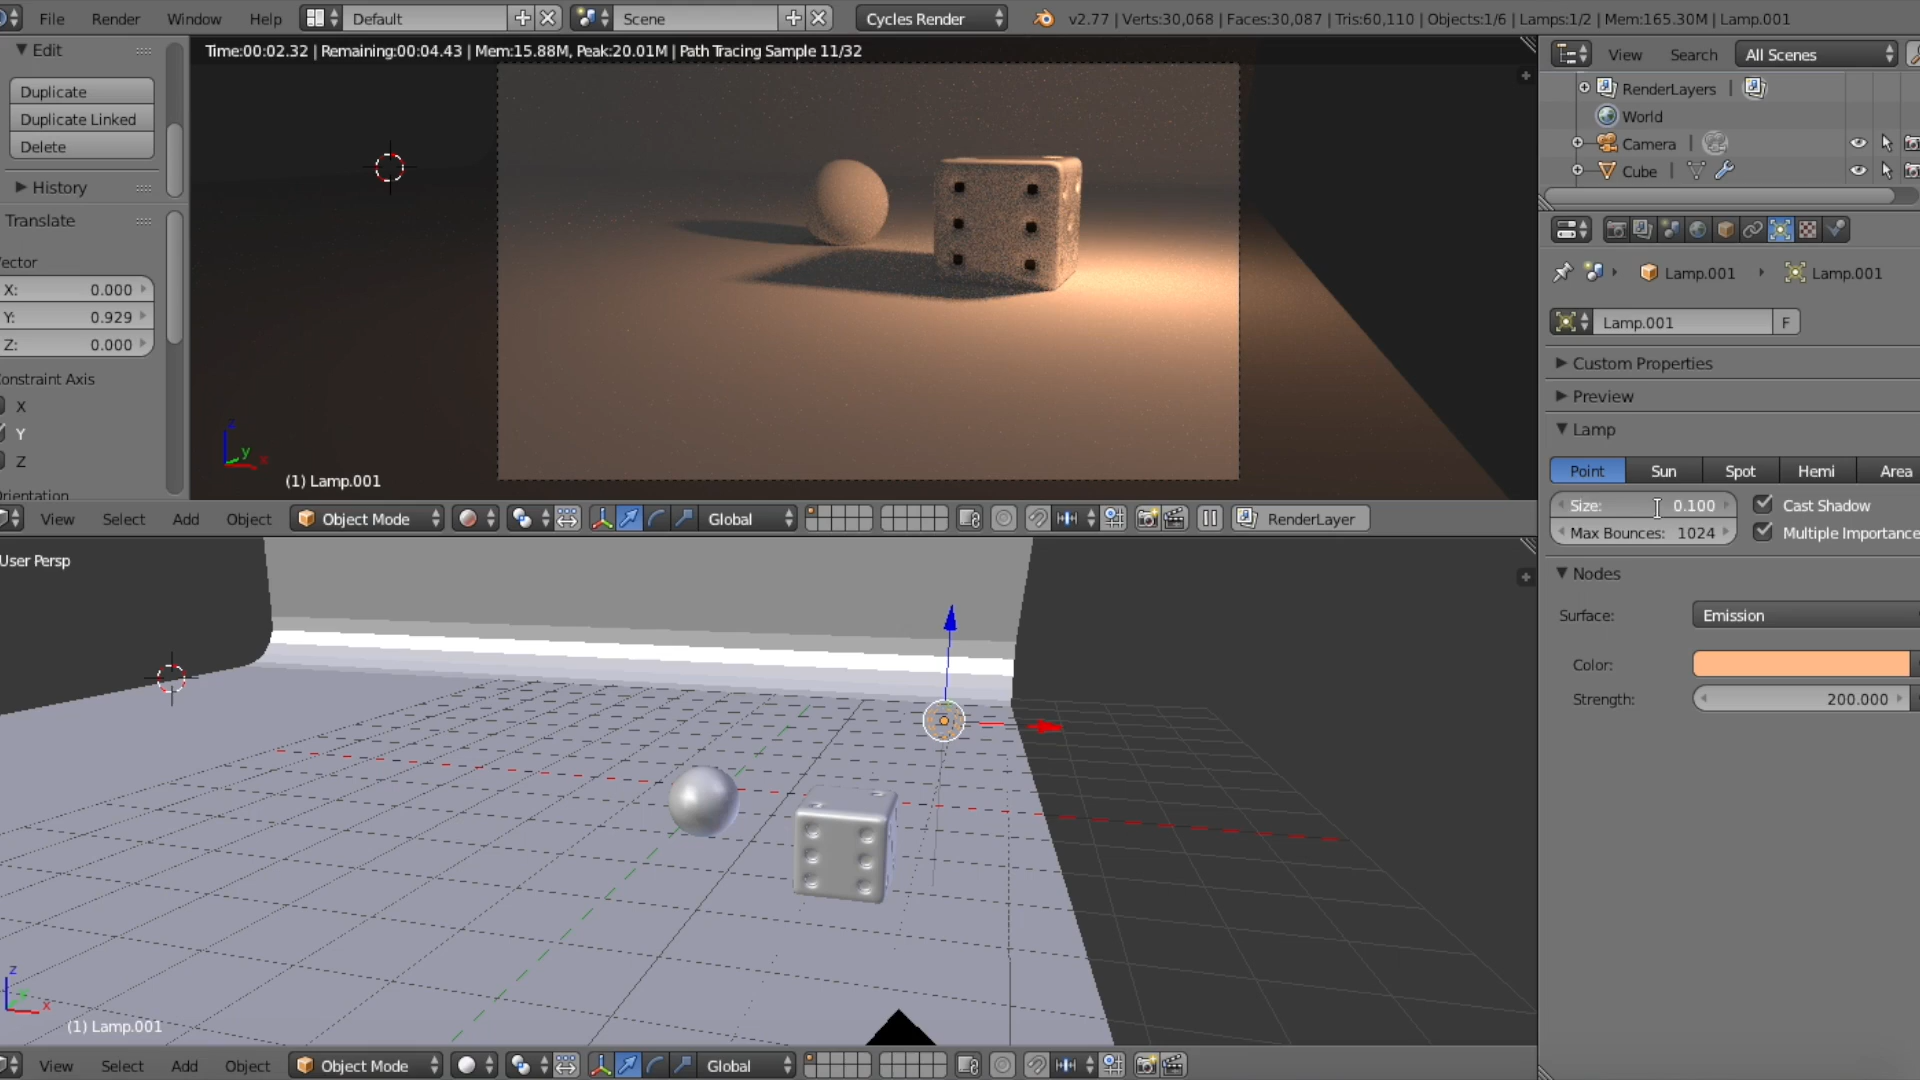 File Render Window Help Default Scene Cycles Render v2.77 | Verts:30,068 | Faces:30,087 | Tris:60,110 | Objects:1/6 | Lamps:1/2 | Mem:165.30M | Lamp.001
Edit
Duplicate
Duplicate Linked
Delete
History
Translate
Vector
X: 0.000
Y: 0.929
Z: 0.000
onstraint Axis
X
Y
Z
Orientation
Time:00:02.32 | Remaining:00:04.43 | Mem:15.88M, Peak:20.01M | Path Tracing Sample 11/32
z
y
x
(1) Lamp.001
View Select Add Object Object Mode Global RenderLayer
User Persp
z
x
(1) Lamp.001
View Select Add Object Object Mode Global
View Search All Scenes
RenderLayers |
World
Camera |
Cube |
Lamp.001 Lamp.001
Lamp.001 F
Custom Properties
Preview
Lamp
Point Sun Spot Hemi Area
Size: 0.100 Cast Shadow
Max Bounces: 1024 Multiple Importance
Nodes
Surface: Emission
Color:
Strength: 200.000